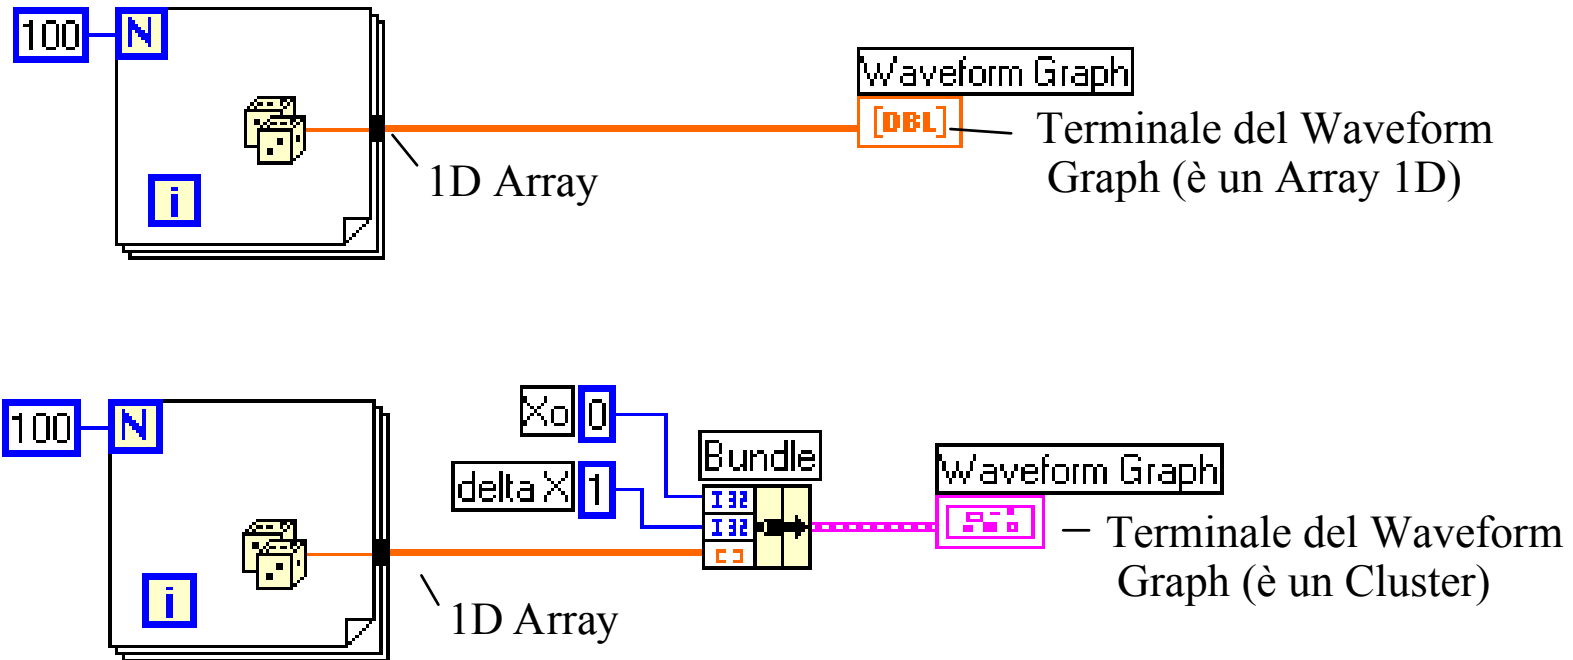 100 N
Waveform Graph
[DBL]
Terminale del Waveform
Graph (è un Array 1D)
1D Array
i
100 N
Xo 0
delta X 1
Bundle
I32
I32
[ ]
Waveform Graph
Terminale del Waveform
Graph (è un Cluster)
i
1D Array